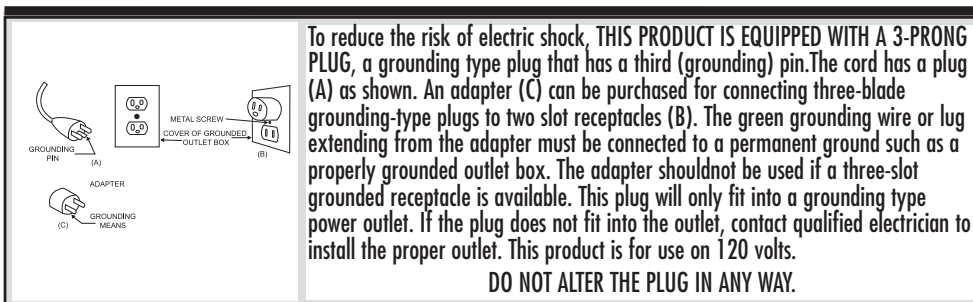 To reduce the risk of electric shock, THIS PRODUCT IS EQUIPPED WITH A 3-PRONG
PLUG, a grounding type plug that has a third (grounding) pin.The cord has a plug
(A) as shown. An adapter (C) can be purchased for connecting three-blade
grounding-type plugs to two slot receptacles (B). The green grounding wire or lug
extending from the adapter must be connected to a permanent ground such as a
properly grounded outlet box. The adapter shouldnot be used if a three-slot
grounded receptacle is available. This plug will only fit into a grounding type
power outlet. If the plug does not fit into the outlet, contact qualified electrician to
install the proper outlet. This product is for use on 120 volts.
DO NOT ALTER THE PLUG IN ANY WAY.
METAL SCREW
COVER OF GROUNDED
OUTLET BOX
(B)
GROUNDING
PIN
(A)
ADAPTER
GROUNDING
MEANS
(C)